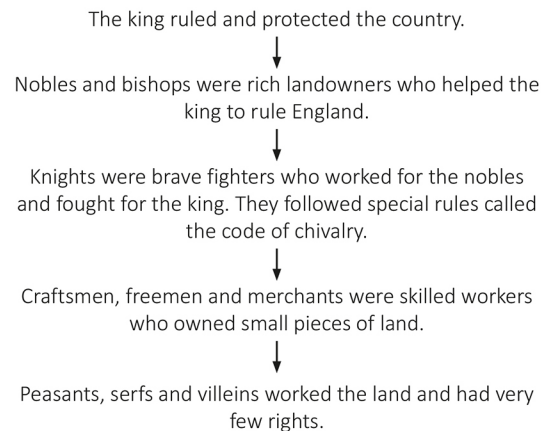 The king ruled and protected the country.
Nobles and bishops were rich landowners who helped the
king to rule England.
Knights were brave fighters who worked for the nobles
and fought for the king. They followed special rules called
the code of chivalry.
Craftsmen, freemen and merchants were skilled workers
who owned small pieces of land.
Peasants, serfs and villeins worked the land and had very
few rights.